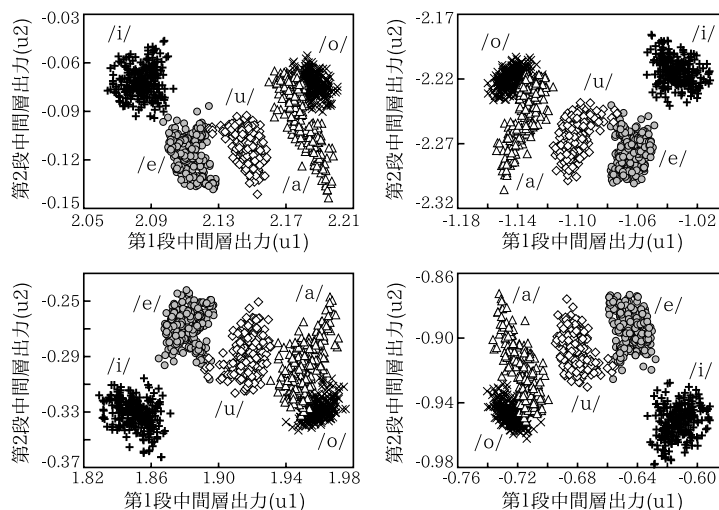 -0.03
-0.06
-0.09
-0.12
-0.15
第2段中間層出力(u2)
/i/
/e/
/u/
/o/
/a/
2.05 2.09 2.13 2.17 2.21
第1段中間層出力(u1)
-2.17
-2.22
-2.27
-2.32
第2段中間層出力(u2)
/o/
/i/
/u/
/a/
/e/
-1.18 -1.14 -1.10 -1.06 -1.02
第1段中間層出力(u1)
-0.25
-0.29
-0.33
-0.37
第2段中間層出力(u2)
/e/
/a/
/i/
/u/
/o/
1.82 1.86 1.90 1.94 1.98
第1段中間層出力(u1)
-0.86
-0.90
-0.94
-0.98
第2段中間層出力(u2)
/a/
/e/
/u/
/i/
/o/
-0.76 -0.72 -0.68 -0.64 -0.60
第1段中間層出力(u1)